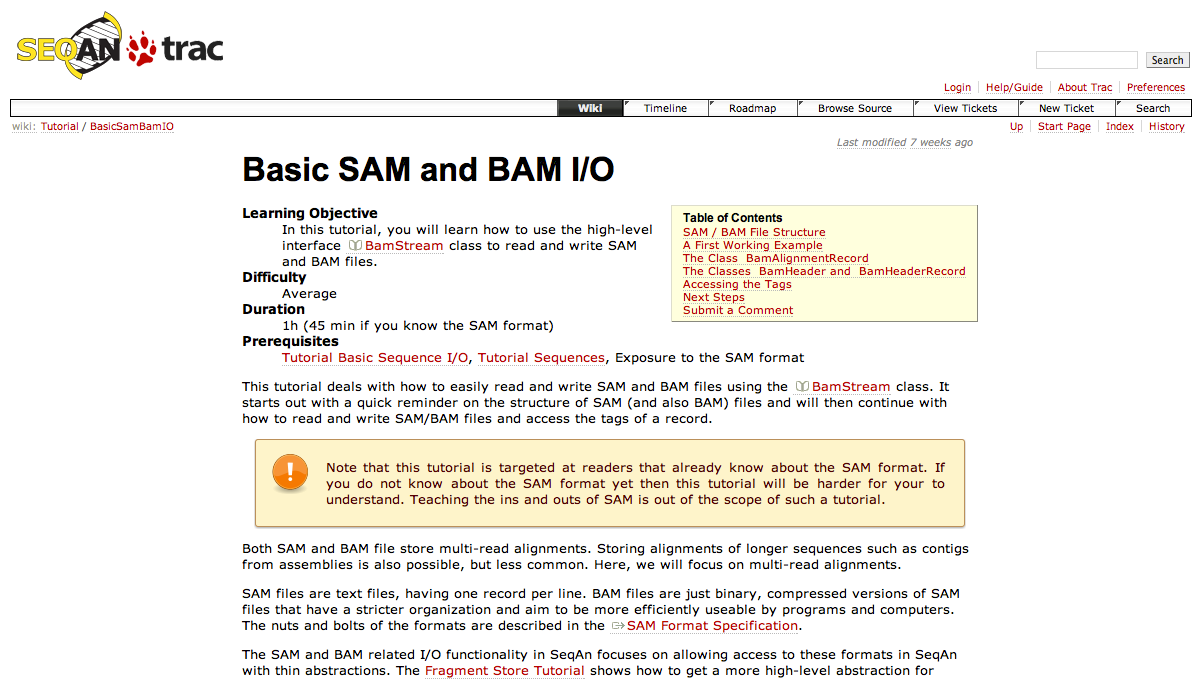 SEQAN trac
Search
Login Help/Guide About Trac Preferences
Wiki Timeline Roadmap Browse Source View Tickets New Ticket Search
wiki: Tutorial / BasicSamBamIO
Up Start Page Index History
Last modified 7 weeks ago
Basic SAM and BAM I/O
Learning Objective
In this tutorial, you will learn how to use the high-level
interface BamStream class to read and write SAM
and BAM files.
Difficulty
Average
Duration
1h (45 min if you know the SAM format)
Prerequisites
Tutorial Basic Sequence I/O, Tutorial Sequences, Exposure to the SAM format
Table of Contents
SAM / BAM File Structure
A First Working Example
The Class BamAlignmentRecord
The Classes BamHeader and BamHeaderRecord
Accessing the Tags
Next Steps
Submit a Comment
This tutorial deals with how to easily read and write SAM and BAM files using the BamStream class. It
starts out with a quick reminder on the structure of SAM (and also BAM) files and will then continue with
how to read and write SAM/BAM files and access the tags of a record.
Note that this tutorial is targeted at readers that already know about the SAM format. If
you do not know about the SAM format yet then this tutorial will be harder for your to
understand. Teaching the ins and outs of SAM is out of the scope of such a tutorial.
Both SAM and BAM file store multi-read alignments. Storing alignments of longer sequences such as contigs
from assemblies is also possible, but less common. Here, we will focus on multi-read alignments.
SAM files are text files, having one record per line. BAM files are just binary, compressed versions of SAM
files that have a stricter organization and aim to be more efficiently useable by programs and computers.
The nuts and bolts of the formats are described in the SAM Format Specification.
The SAM and BAM related I/O functionality in SeqAn focuses on allowing access to these formats in SeqAn
with thin abstractions. The Fragment Store Tutorial shows how to get a more high-level abstraction for